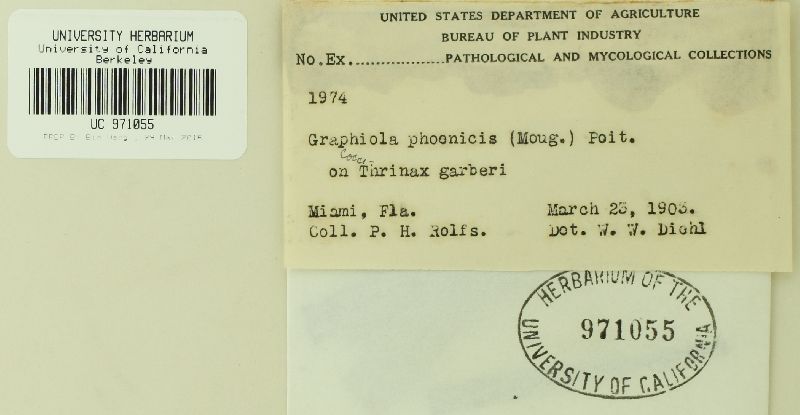 UNIVERSITY HERBARIUM
University of California
Berkeley
UC 971055
UNITED STATES DEPARTMENT OF AGRICULTURE
BUREAU OF PLANT INDUSTRY
No.Ex..................PATHOLOGICAL AND MYCOLOGICAL COLLECTIONS
1974
Graphiola phoenicis (Moug.) Poit.
Cocc
on Thrinax garberi
Miami, Fla. March 23, 1903.
Coll. P. H. Rolfs. Det. W. W. Diehl
HERBARIUM OF THE
971055
UNIVERSITY OF CALIFORNIA